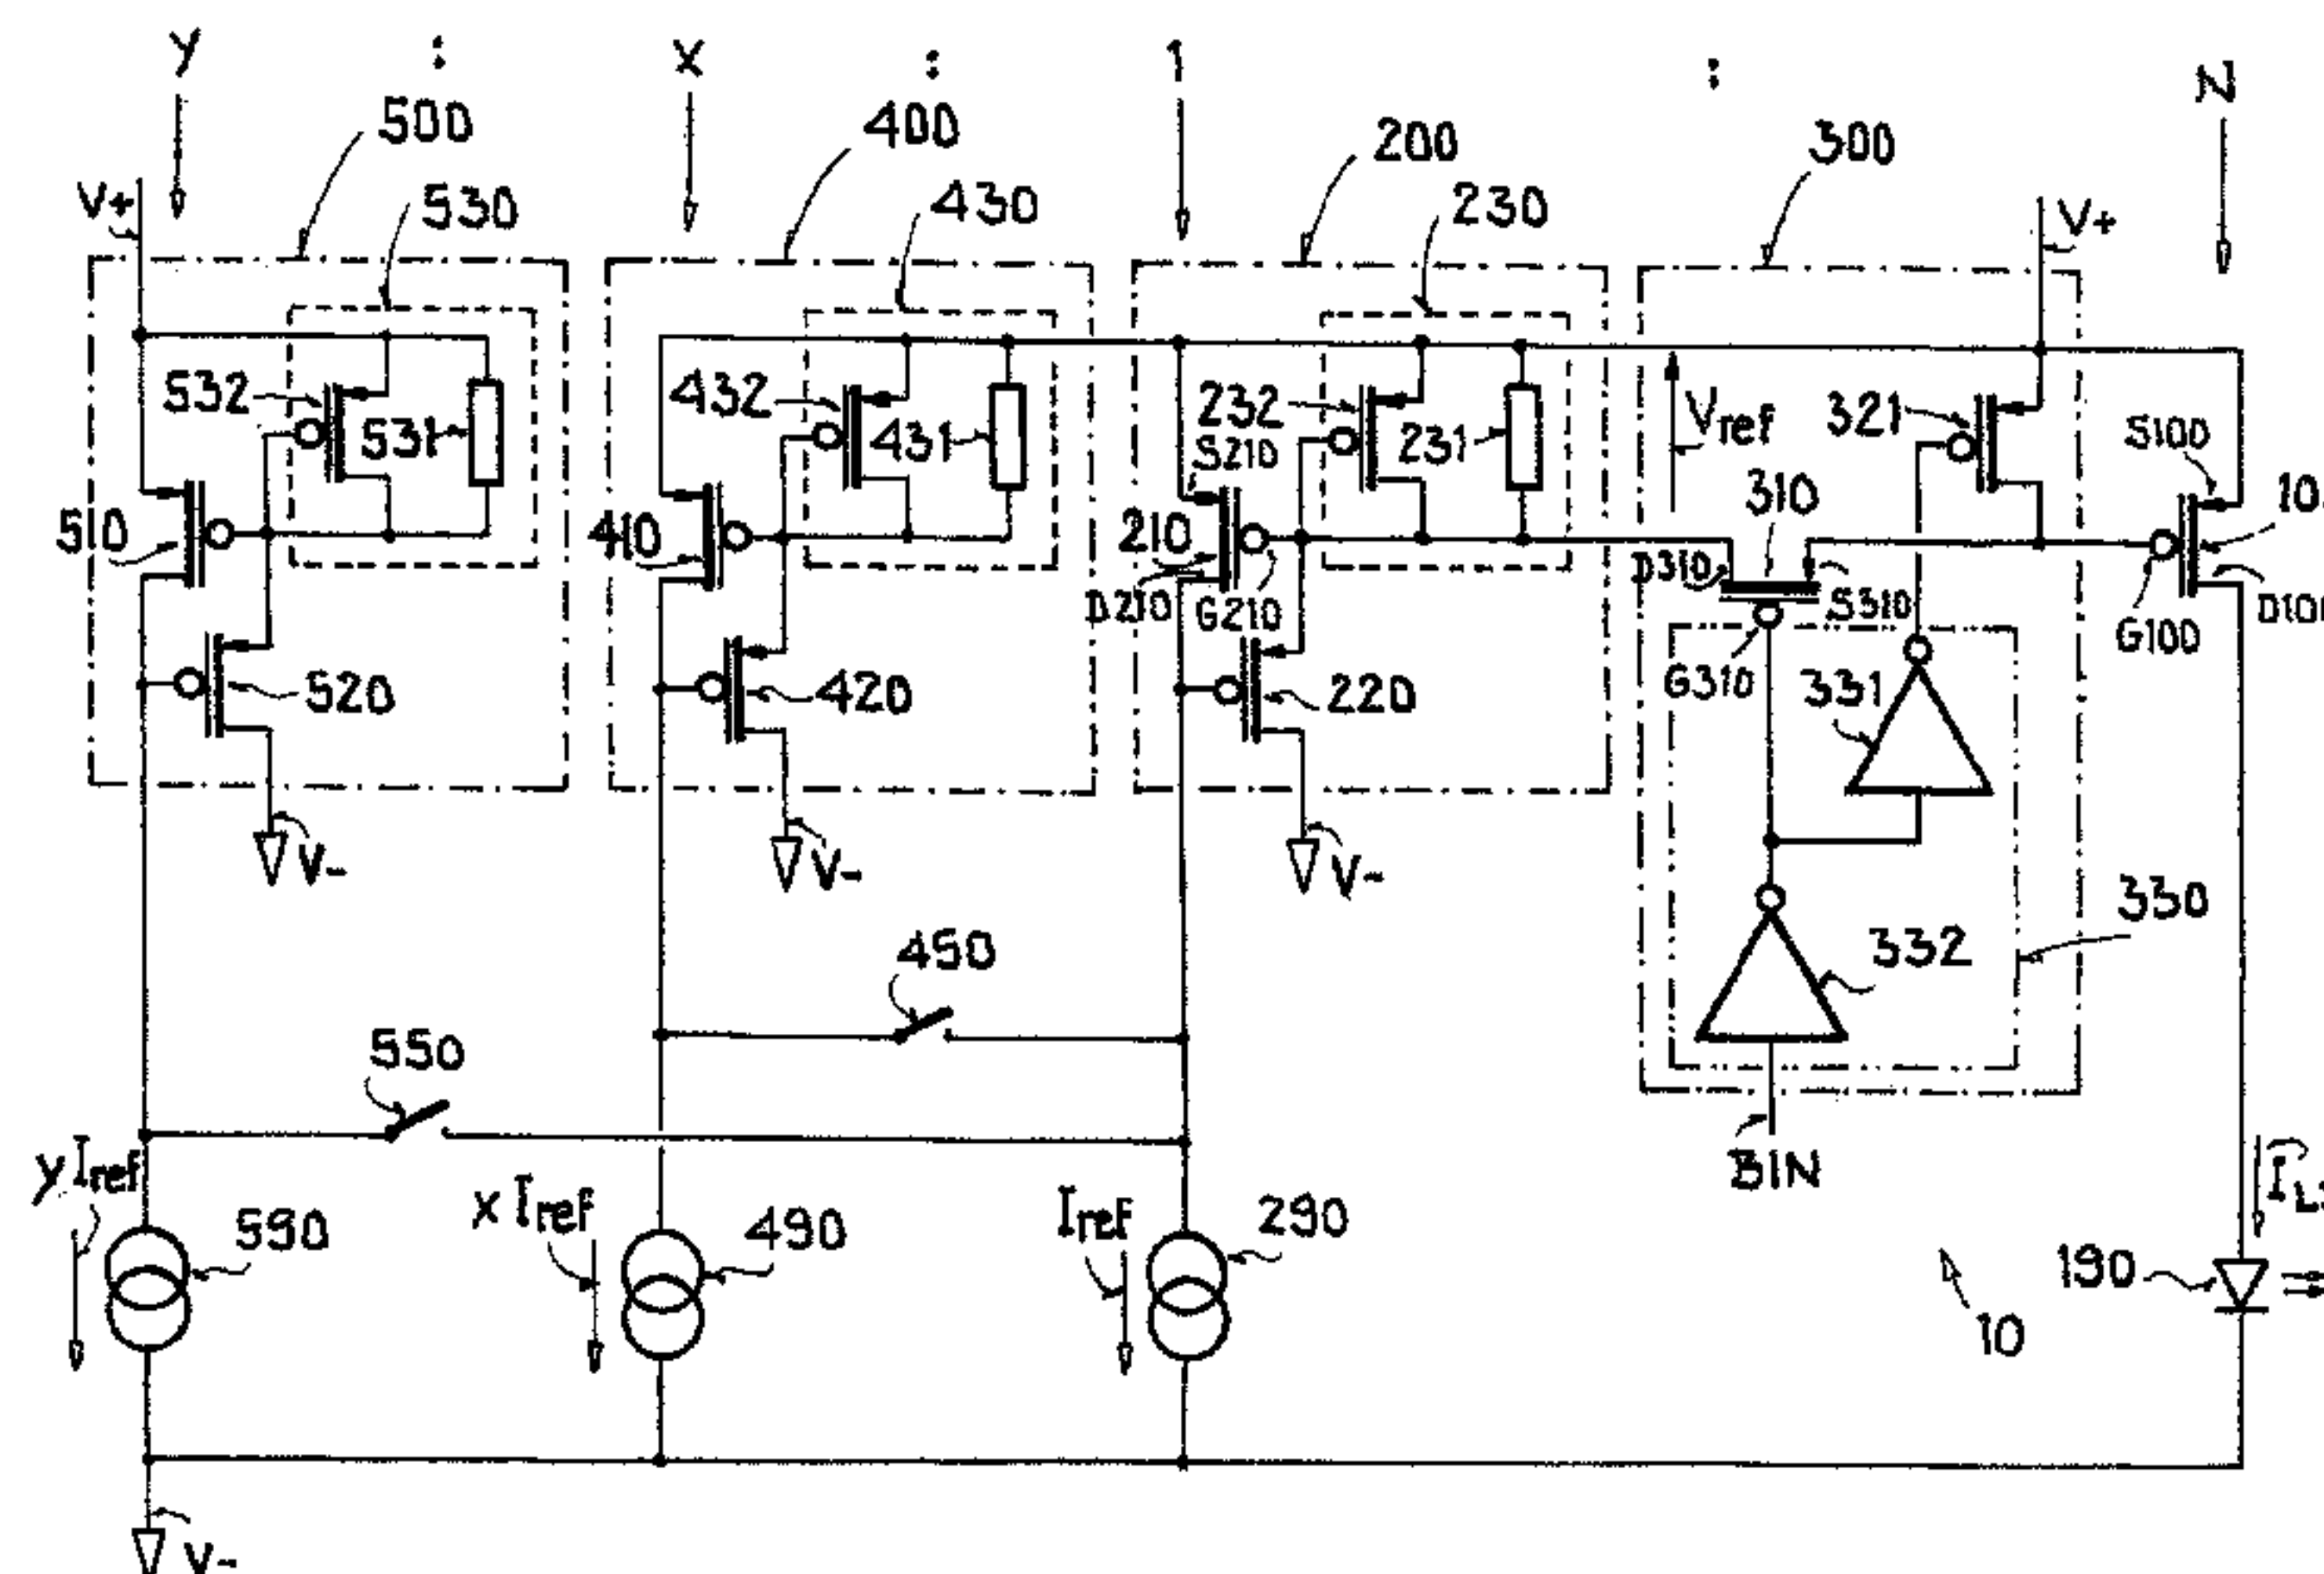 y : x : 1 : N
500 400 200 300
530 430 230
V+ V+
532 531 432 431 232 231 Vref 321 S100
S210
510 410 210 310
D310 S310
D210 G210 G100
520 420 220 G310 331
V- V- V- 330
450 332
550
BIN
y Iref x Iref Iref
590 490 290 190
10
V-